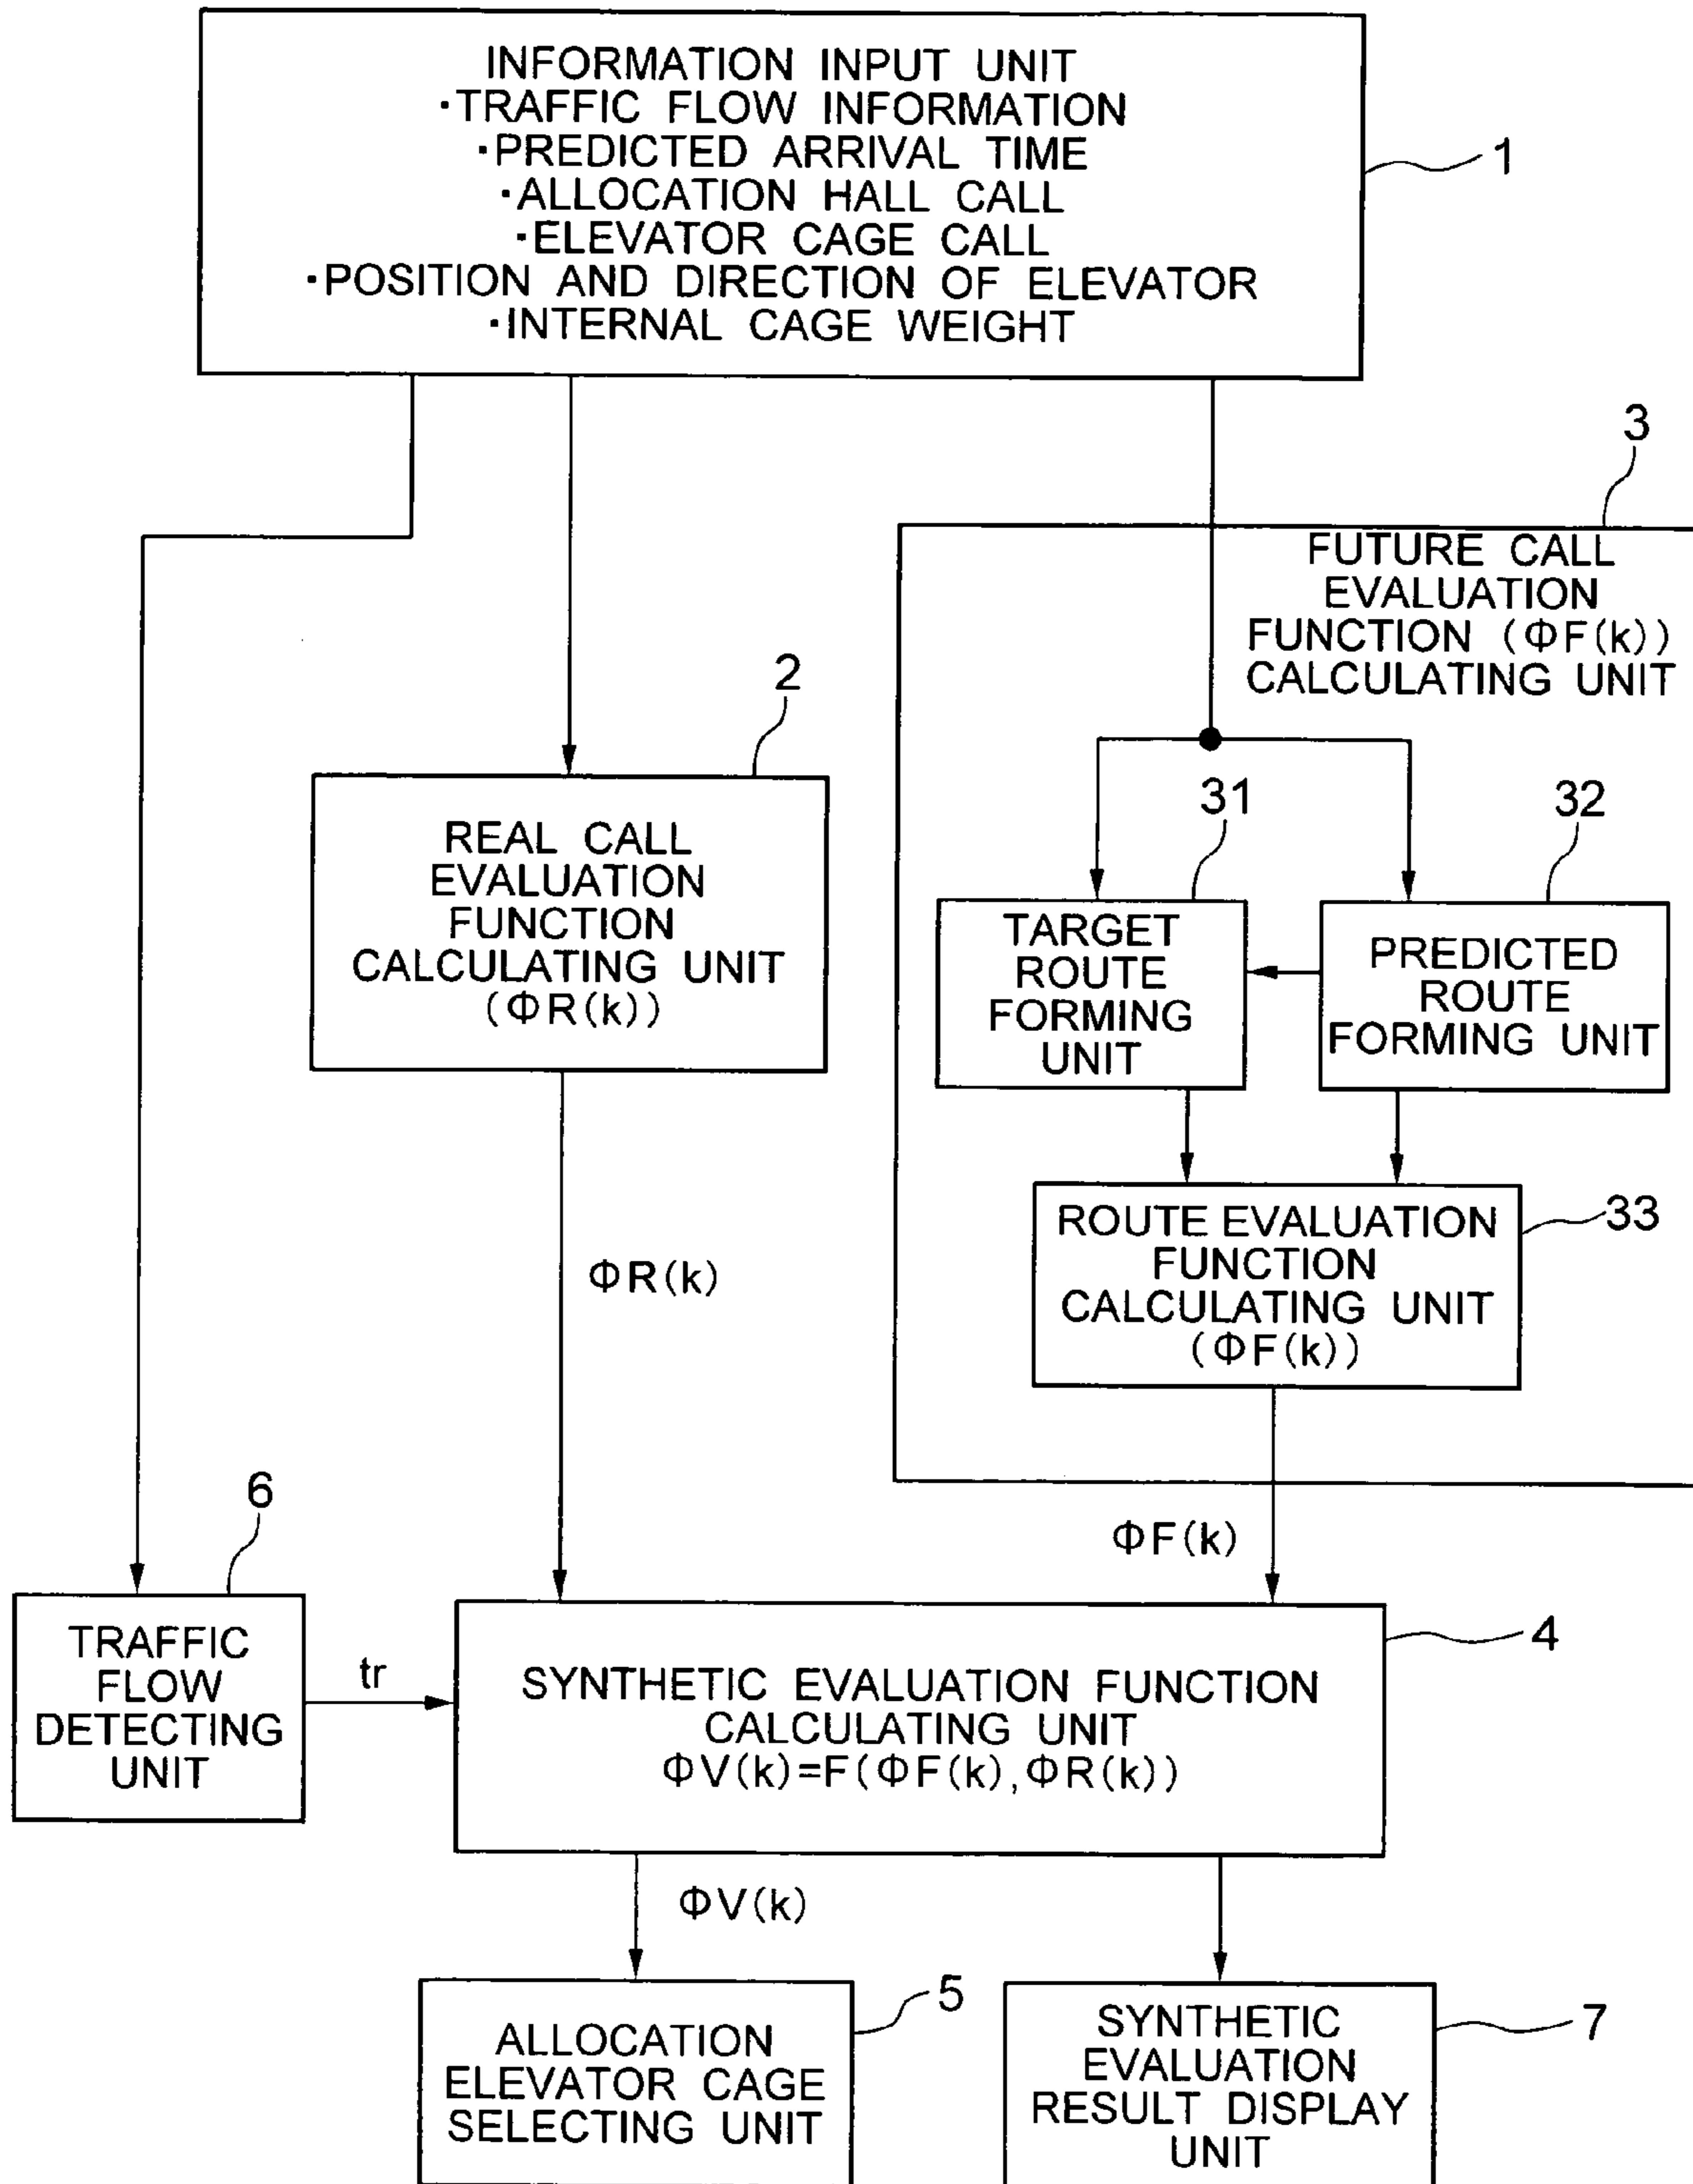 INFORMATION INPUT UNIT
·TRAFFIC FLOW INFORMATION
·PREDICTED ARRIVAL TIME
·ALLOCATION HALL CALL
·ELEVATOR CAGE CALL
·POSITION AND DIRECTION OF ELEVATOR
·INTERNAL CAGE WEIGHT
1
3
FUTURE CALL
EVALUATION
FUNCTION (ΦF(k))
CALCULATING UNIT
2
REAL CALL
EVALUATION
FUNCTION
CALCULATING UNIT
(ΦR(k))
31
32
TARGET
ROUTE
FORMING
UNIT
PREDICTED
ROUTE
FORMING UNIT
ROUTE EVALUATION
FUNCTION
CALCULATING UNIT
(ΦF(k))
33
ΦR(k)
ΦF(k)
6
TRAFFIC
FLOW
DETECTING
UNIT
tr
4
SYNTHETIC EVALUATION FUNCTION
CALCULATING UNIT
ΦV(k)=F(ΦF(k),ΦR(k))
ΦV(k)
5
ALLOCATION
ELEVATOR CAGE
SELECTING UNIT
7
SYNTHETIC
EVALUATION
RESULT DISPLAY
UNIT